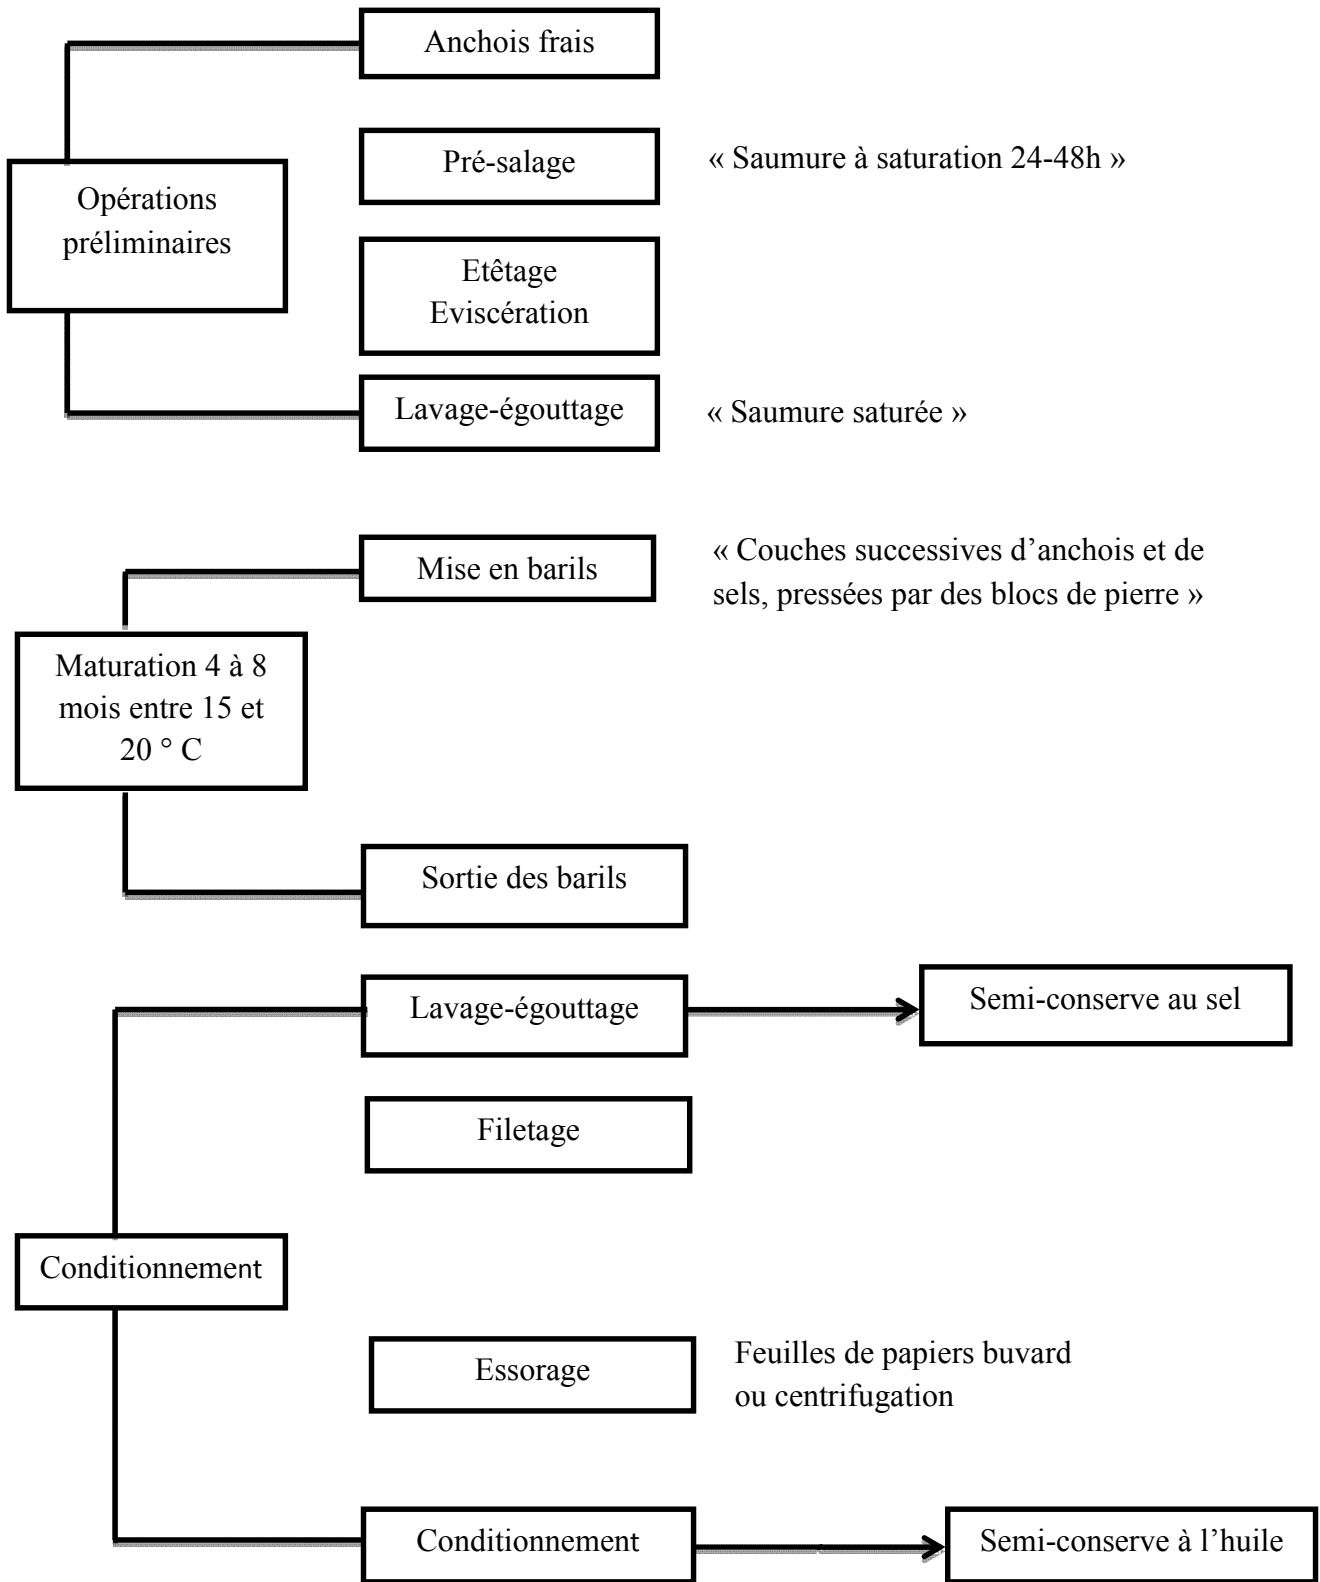 Anchois frais
Pré-salage
« Saumure à saturation 24-48h »
Opérations
préliminaires
Etêtage
Eviscération
Lavage-égouttage
« Saumure saturée »
Mise en barils
« Couches successives d’anchois et de
sels, pressées par des blocs de pierre »
Maturation 4 à 8
mois entre 15 et
20 ° C
Sortie des barils
Lavage-égouttage
Semi-conserve au sel
Filetage
Conditionnement
Essorage
Feuilles de papiers buvard
ou centrifugation
Conditionnement
Semi-conserve à l’huile